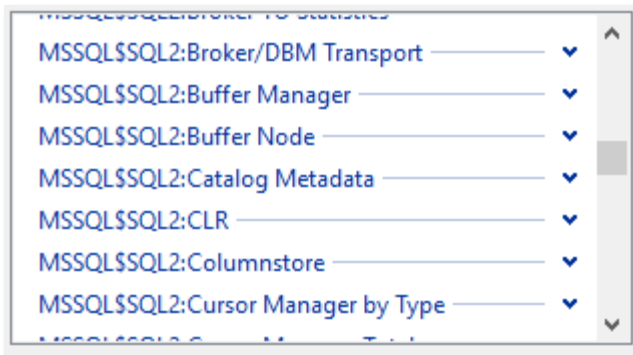 MSSQL$SQL2:Broker/DBM Transport
MSSQL$SQL2:Buffer Manager
MSSQL$SQL2:Buffer Node
MSSQL$SQL2:Catalog Metadata
MSSQL$SQL2:CLR
MSSQL$SQL2:Columnstore
MSSQL$SQL2:Cursor Manager by Type